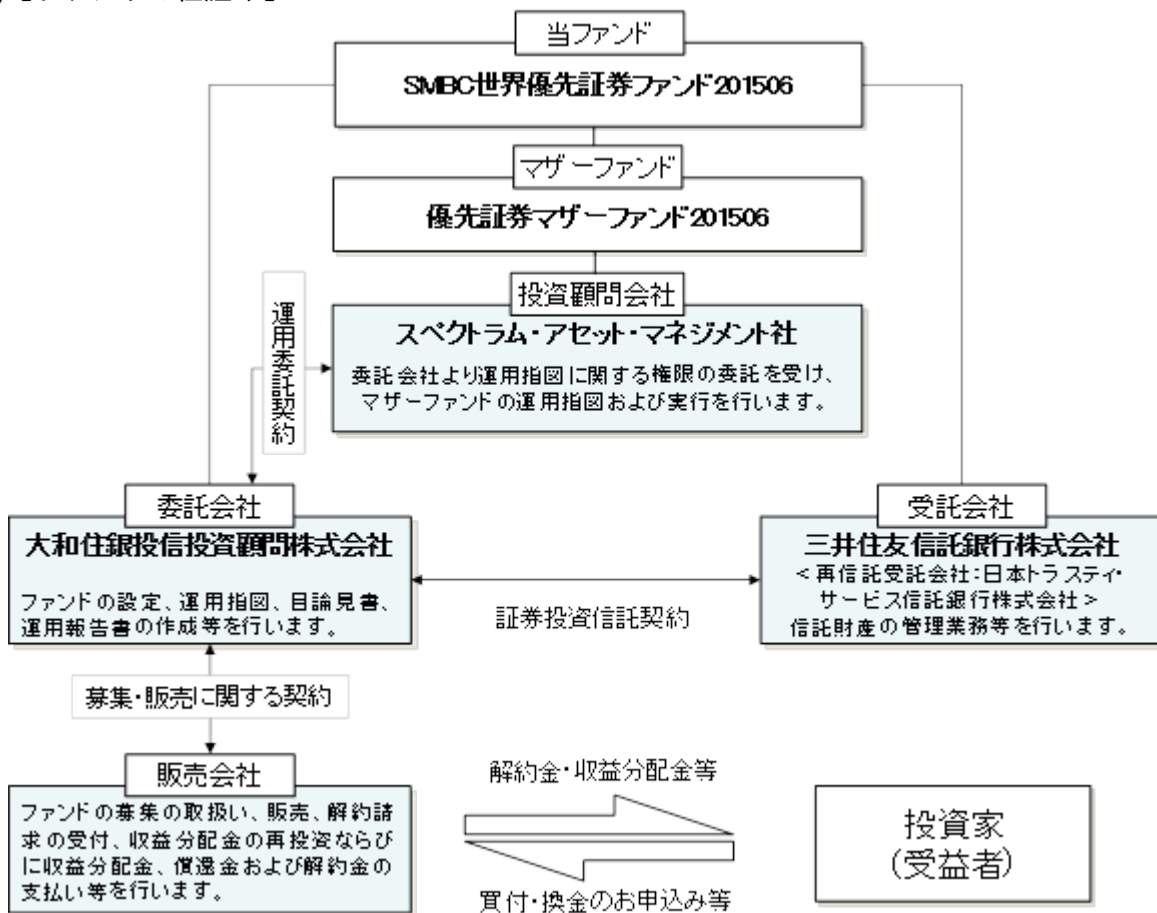 当ファンド
SMBC世界優先証券ファンド201506
マザーファンド
優先証券マザーファンド201506
投資顧問会社
スペクトラム・アセット・マネジメント社
委託会社より運用指図に関する権限の委託を受け、
マザーファンドの運用指図および実行を行います。
運用委託契約
委託会社
大和住銀投信投資顧問株式会社
ファンドの設定、運用指図、目論見書、
運用報告書の作成等を行います。
証券投資信託契約
受託会社
三井住友信託銀行株式会社
<再信託受託会社:日本トラスティ・
サービス信託銀行株式会社>
信託財産の管理業務等を行います。
募集・販売に関する契約
販売会社
ファンドの募集の取扱い、販売、解約請
求の受付、収益分配金の再投資ならび
に収益分配金、償還金および解約金の
支払い等を行います。
解約金・収益分配金等
買付・換金のお申込み等
投資家
(受益者)